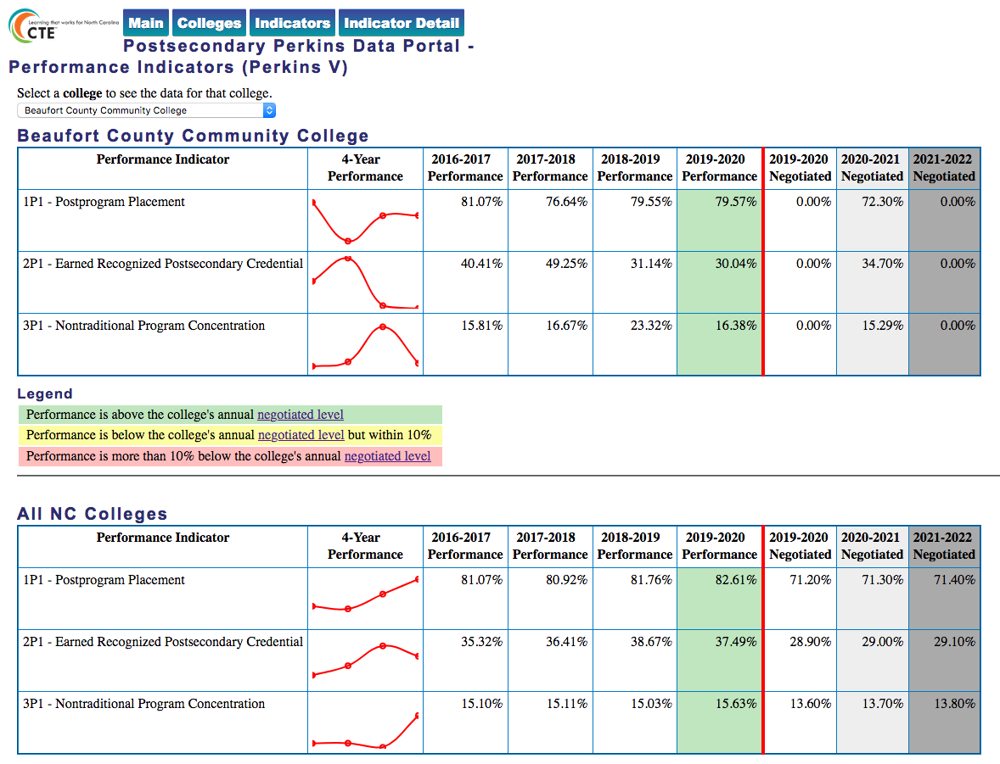 Learning that works for North Carolina
CTE
Main Colleges Indicators Indicator Detail
Postsecondary Perkins Data Portal -
Performance Indicators (Perkins V)
Select a college to see the data for that college.
Beaufort County Community College
Beaufort County Community College
Performance Indicator 4-Year Performance 2016-2017 Performance 2017-2018 Performance 2018-2019 Performance 2019-2020 Performance 2019-2020 Negotiated 2020-2021 Negotiated 2021-2022 Negotiated
1P1 - Postprogram Placement 81.07% 76.64% 79.55% 79.57% 0.00% 72.30% 0.00%
2P1 - Earned Recognized Postsecondary Credential 40.41% 49.25% 31.14% 30.04% 0.00% 34.70% 0.00%
3P1 - Nontraditional Program Concentration 15.81% 16.67% 23.32% 16.38% 0.00% 15.29% 0.00%
Legend
Performance is above the college's annual negotiated level
Performance is below the college's annual negotiated level but within 10%
Performance is more than 10% below the college's annual negotiated level
All NC Colleges
Performance Indicator 4-Year Performance 2016-2017 Performance 2017-2018 Performance 2018-2019 Performance 2019-2020 Performance 2019-2020 Negotiated 2020-2021 Negotiated 2021-2022 Negotiated
1P1 - Postprogram Placement 81.07% 80.92% 81.76% 82.61% 71.20% 71.30% 71.40%
2P1 - Earned Recognized Postsecondary Credential 35.32% 36.41% 38.67% 37.49% 28.90% 29.00% 29.10%
3P1 - Nontraditional Program Concentration 15.10% 15.11% 15.03% 15.63% 13.60% 13.70% 13.80%